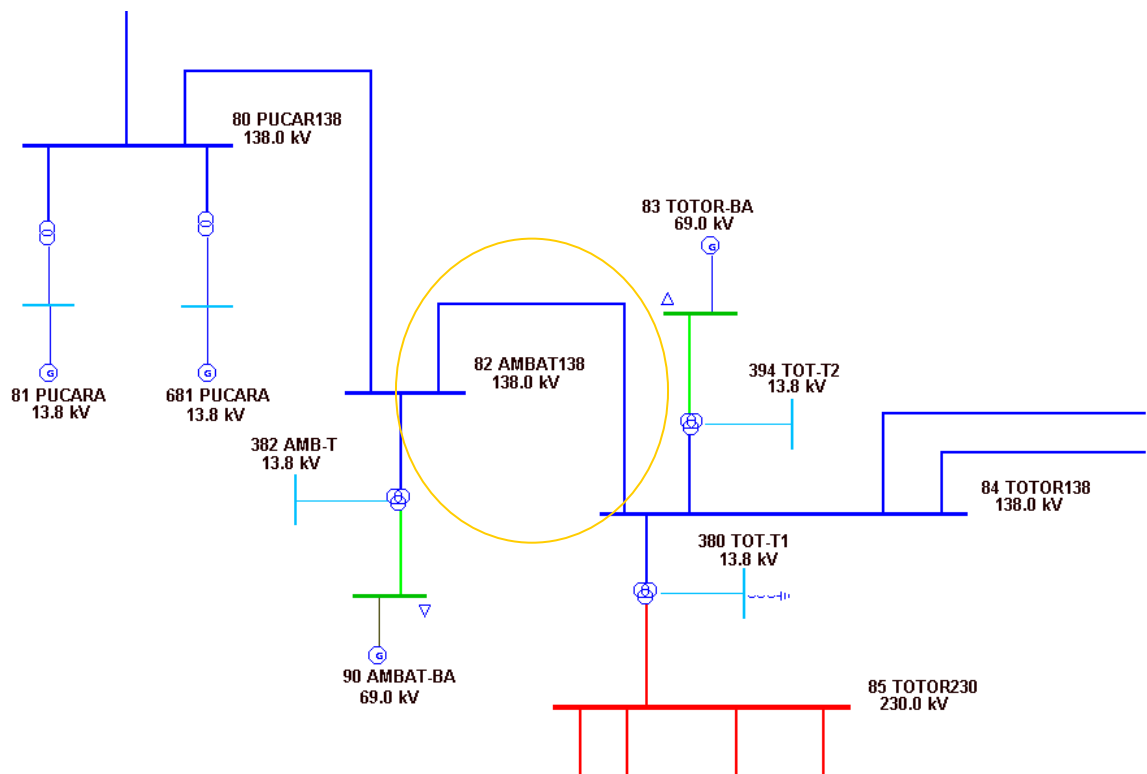 80 PUCAR138
138.0 kV
83 TOTOR-BA
69.0 kV
G
81 PUCARA
13.8 kV
G
681 PUCARA
13.8 kV
G
82 AMBAT138
138.0 kV
394 TOT-T2
13.8 kV
382 AMB-T
13.8 kV
84 TOTOR138
138.0 kV
380 TOT-T1
13.8 kV
G
90 AMBAT-BA
69.0 kV
85 TOTOR230
230.0 kV